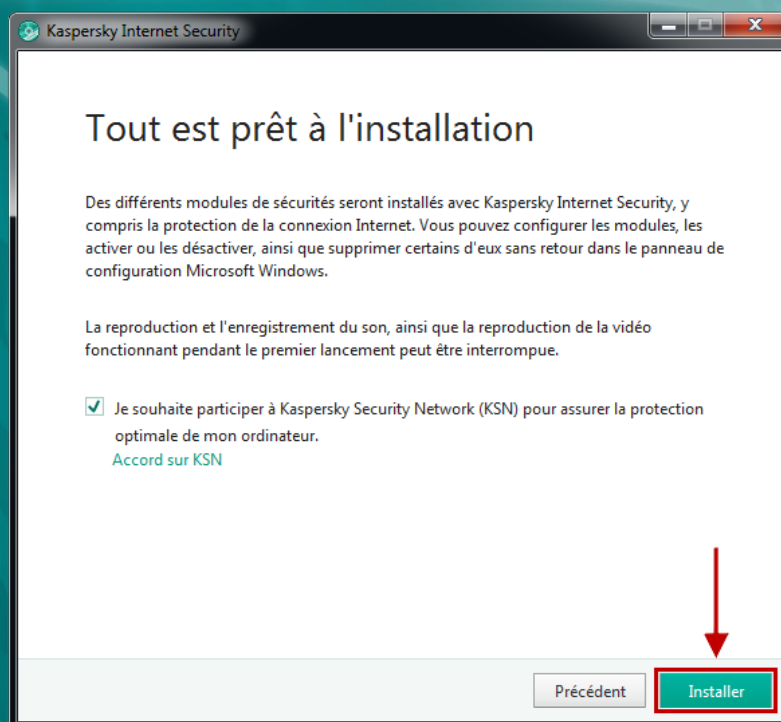 Kaspersky Internet Security
Tout est prêt à l'installation
Des différents modules de sécurités seront installés avec Kaspersky Internet Security, y
compris la protection de la connexion Internet. Vous pouvez configurer les modules, les
activer ou les désactiver, ainsi que supprimer certains d'eux sans retour dans le panneau de
configuration Microsoft Windows.
La reproduction et l'enregistrement du son, ainsi que la reproduction de la vidéo
fonctionnant pendant le premier lancement peut être interrompue.
Je souhaite participer à Kaspersky Security Network (KSN) pour assurer la protection
optimale de mon ordinateur.
Accord sur KSN
Précédent
Installer